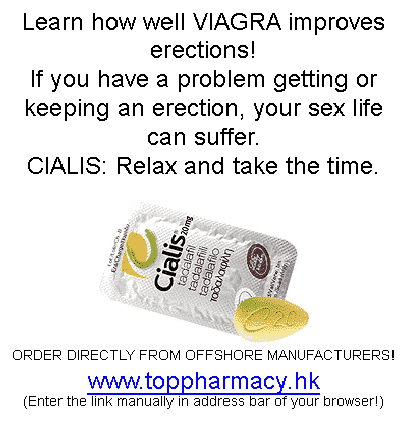 Learn how well VIAGRA improves
erections!
If you have a problem getting or
keeping an erection, your sex life
can suffer.
CIALIS: Relax and take the time.
Cialis® 20mg
tadalafil
tadalafilo
C 20
ORDER DIRECTLY FROM OFFSHORE MANUFACTURERS!
www.toppharmacy.hk
(Enter the link manually in address bar of your browser!)